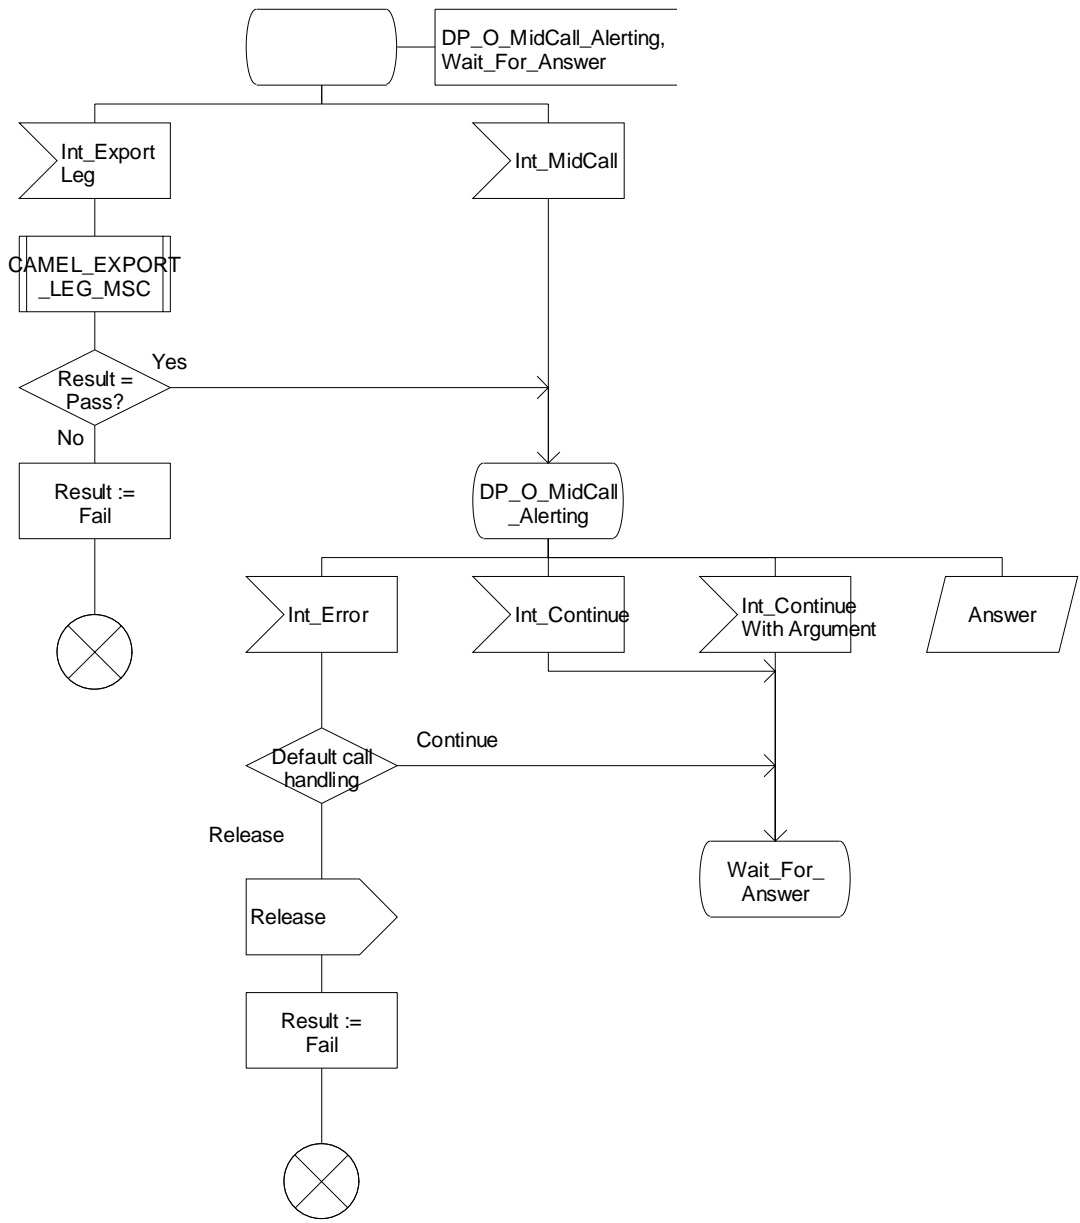 DP_O_MidCall_Alerting,
Wait_For_Answer
Int_Export
Leg
Int_MidCall
CAMEL_EXPORT
_LEG_MSC
Yes
Result =
Pass?
No
Result :=
Fail
DP_O_MidCall
_Alerting
Int_Error
Int_Continue
Int_Continue
With Argument
Answer
Continue
Default call
handling
Release
Wait_For_
Answer
Release
Result :=
Fail